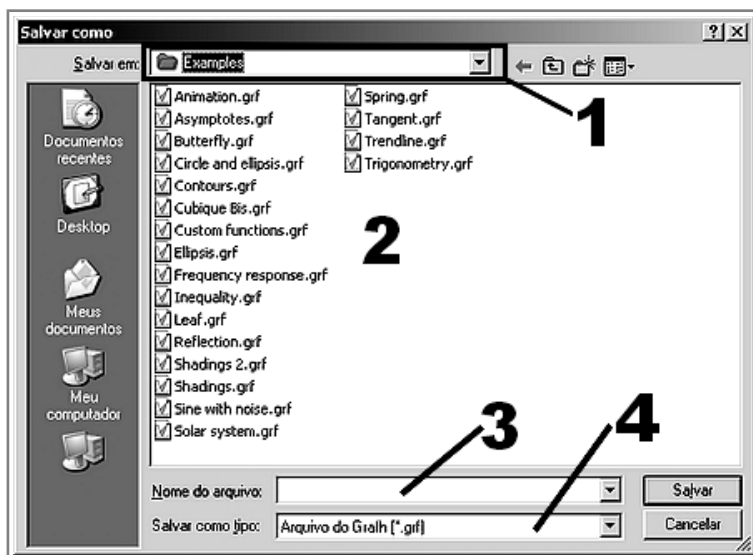 Salvar como
Salvar em:
Examples
1
Documentos
recentes
Desktop
Meus
documentos
Meu
computador
Animation.grf
Asymptotes.grf
Butterfly.grf
Circle and ellipsis.grf
Contours.grf
Cubique Bis.grf
Custom functions.grf
Ellipsis.grf
Frequency response.grf
Inequality.grf
Leaf.grf
Reflection.grf
Shadings 2.grf
Shadings.grf
Sine with noise.grf
Solar system.grf
Spring.grf
Tangent.grf
Trendline.grf
Trigonometry.grf
2
3
4
Nome do arquivo:
Salvar
Salvar como tipo:
Arquivo do Graph (*.grf)
Cancelar